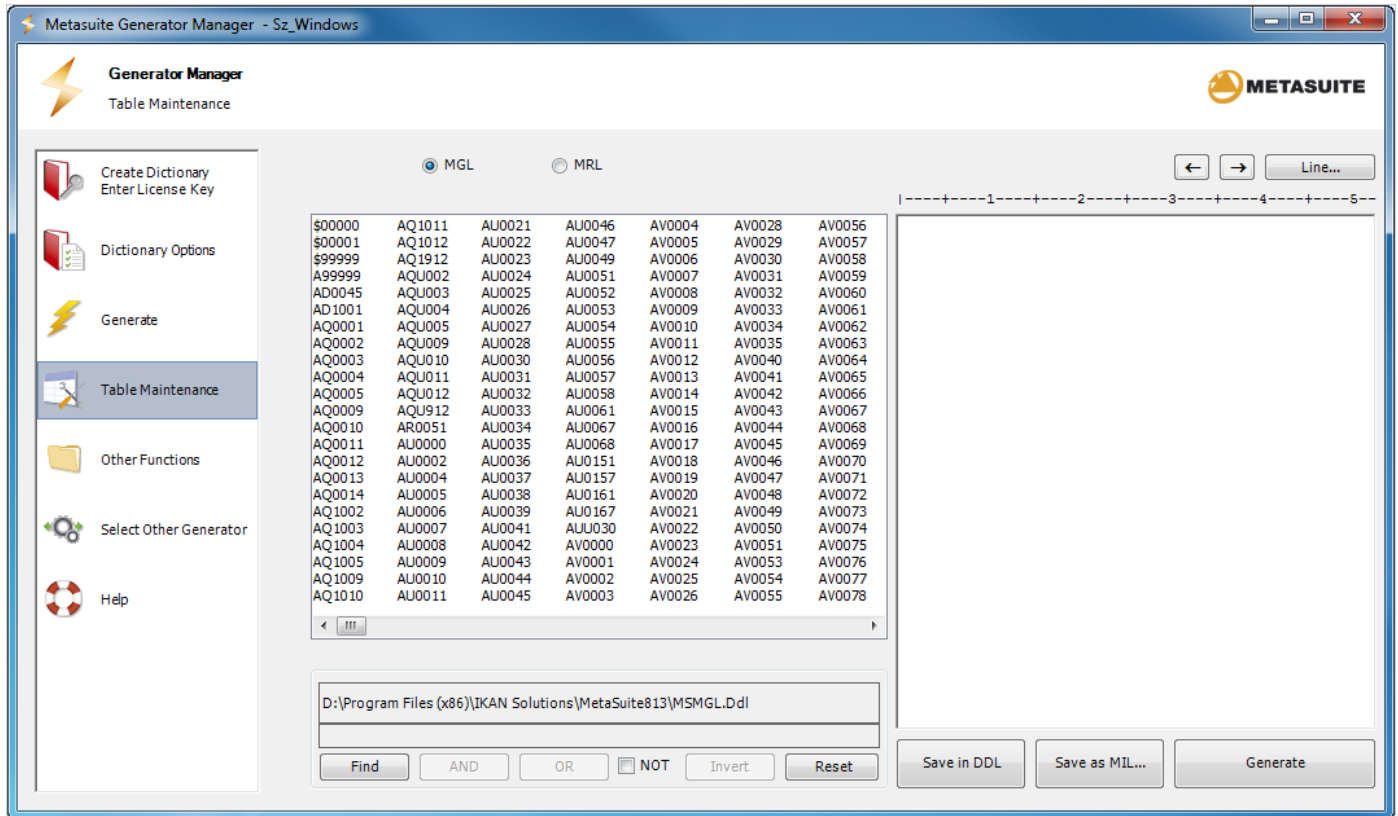 Metasuite Generator Manager - Sz_Windows
Generator Manager
Table Maintenance
METASUITE
Create Dictionary
Enter License Key
Dictionary Options
Generate
Table Maintenance
Other Functions
Select Other Generator
Help
MGL MRL
← → Line...
|----+----1----+----2----+----3----+----4----+----5--
$00000 AQ1011 AU0021 AU0046 AV0004 AV0028 AV0056
$00001 AQ1012 AU0022 AU0047 AV0005 AV0029 AV0057
$99999 AQ1912 AU0023 AU0049 AV0006 AV0030 AV0058
A99999 AQU002 AU0024 AU0051 AV0007 AV0031 AV0059
AD0045 AQU003 AU0025 AU0052 AV0008 AV0032 AV0060
AD1001 AQU004 AU0026 AU0053 AV0009 AV0033 AV0061
AQ0001 AQU005 AU0027 AU0054 AV0010 AV0034 AV0062
AQ0002 AQU009 AU0028 AU0055 AV0011 AV0035 AV0063
AQ0003 AQU010 AU0030 AU0056 AV0012 AV0040 AV0064
AQ0004 AQU011 AU0031 AU0057 AV0013 AV0041 AV0065
AQ0005 AQU012 AU0032 AU0058 AV0014 AV0042 AV0066
AQ0009 AQU912 AU0033 AU0061 AV0015 AV0043 AV0067
AQ0010 AR0051 AU0034 AU0067 AV0016 AV0044 AV0068
AQ0011 AU0000 AU0035 AU0068 AV0017 AV0045 AV0069
AQ0012 AU0002 AU0036 AU0151 AV0018 AV0046 AV0070
AQ0013 AU0004 AU0037 AU0157 AV0019 AV0047 AV0071
AQ0014 AU0005 AU0038 AU0161 AV0020 AV0048 AV0072
AQ1002 AU0006 AU0039 AU0167 AV0021 AV0049 AV0073
AQ1003 AU0007 AU0041 AUU030 AV0022 AV0050 AV0074
AQ1004 AU0008 AU0042 AV0000 AV0023 AV0051 AV0075
AQ1005 AU0009 AU0043 AV0001 AV0024 AV0053 AV0076
AQ1009 AU0010 AU0044 AV0002 AV0025 AV0054 AV0077
AQ1010 AU0011 AU0045 AV0003 AV0026 AV0055 AV0078
D:\Program Files (x86)\IKAN Solutions\MetaSuite813\MSMGL.Ddl
Find AND OR NOT Invert Reset
Save in DDL Save as MIL... Generate